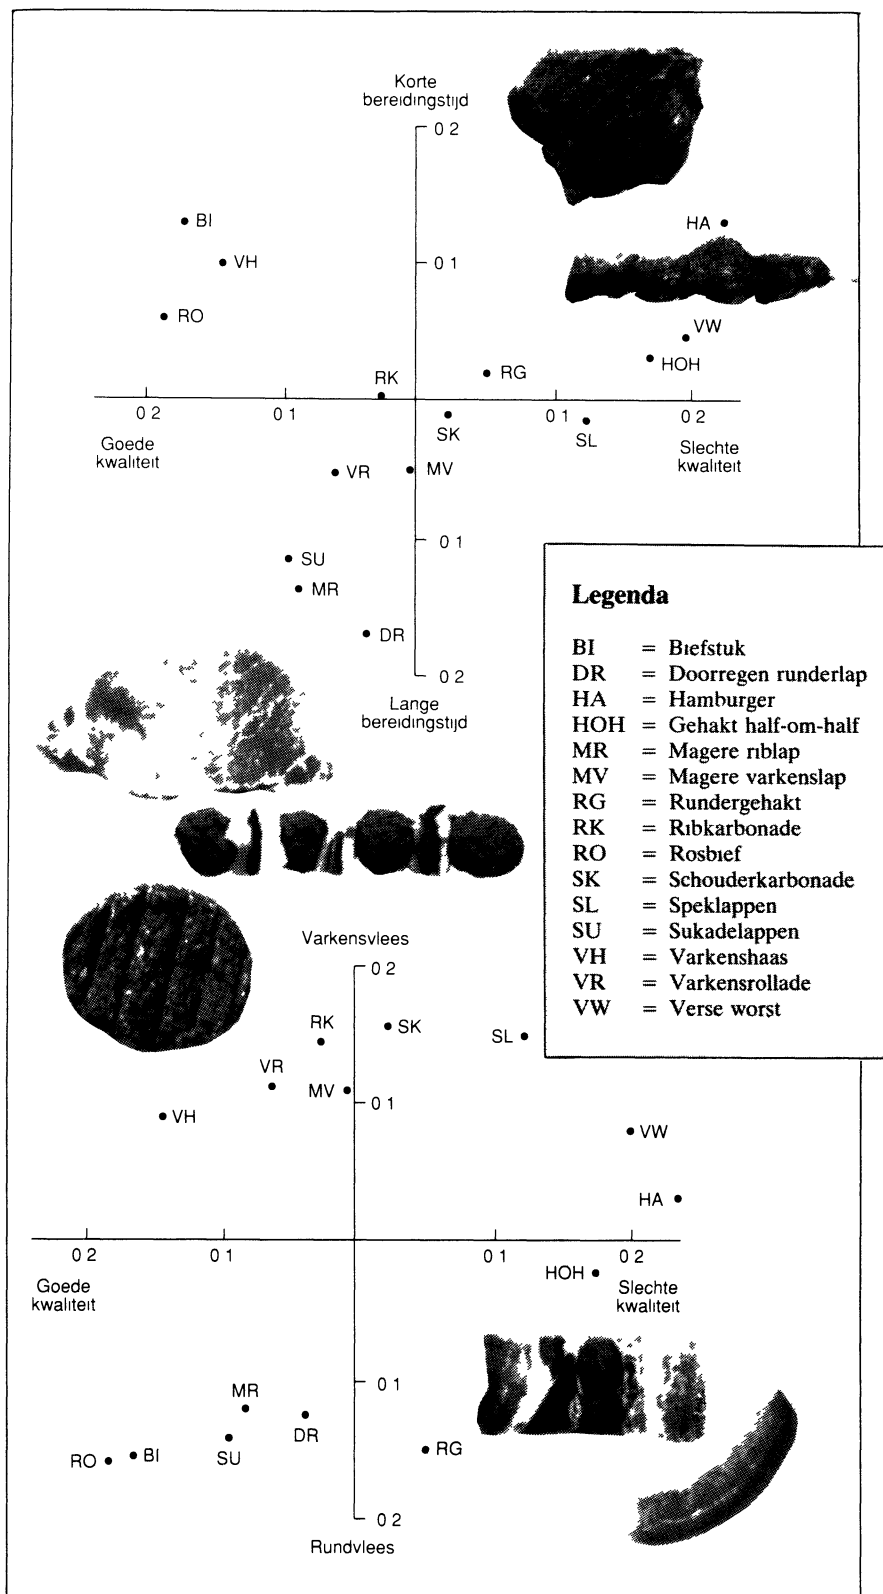 Korte
bereidingstijd
0 2
BI
HA
VH
0 1
RO
VW
HOH
RK
RG
0 2
0 1
0 1
0 2
SK
SL
Goede
kwaliteit
Slechte
kwaliteit
VR
MV
0 1
SU
MR
DR
0 2
Lange
bereidingstijd
Legenda
BI = Biefstuk
DR = Doorregen runderlap
HA = Hamburger
HOH = Gehakt half-om-half
MR = Magere riblap
MV = Magere varkenslap
RG = Rundergehakt
RK = Ribkarbonade
RO = Rosbief
SK = Schouderkarbonade
SL = Speklappen
SU = Sukadelappen
VH = Varkenshaas
VR = Varkensrollade
VW = Verse worst
Varkensvlees
0 2
RK
SK
SL
VR
MV
0 1
VH
VW
HA
0 2
0 1
0 1
0 2
HOH
Goede
kwaliteit
Slechte
kwaliteit
MR
0 1
DR
RO
BI
SU
RG
0 2
Rundvlees